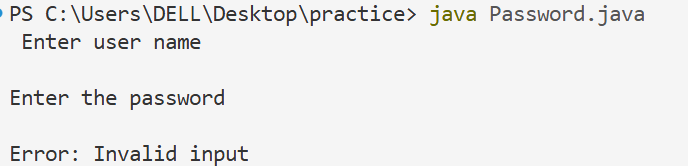 PS C:\Users\DELL\Desktop\practice> java Password.java
Enter user name
Enter the password
Error: Invalid input